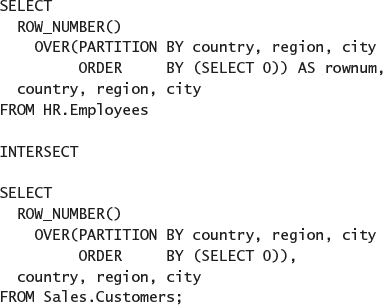 SELECT
  ROW_NUMBER()
    OVER(PARTITION BY country, region, city
         ORDER     BY (SELECT 0)) AS rownum,
  country, region, city
FROM HR.Employees

INTERSECT

SELECT
  ROW_NUMBER()
    OVER(PARTITION BY country, region, city
         ORDER     BY (SELECT 0)),
  country, region, city
FROM Sales.Customers;